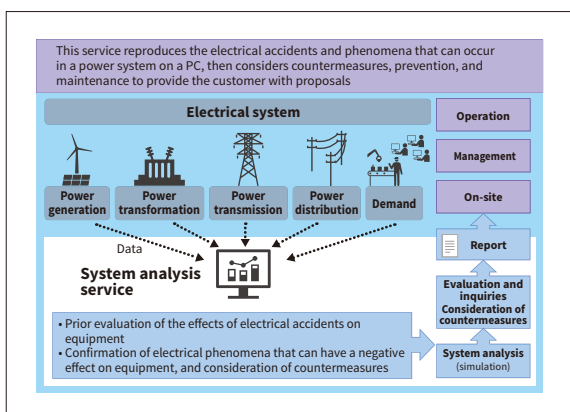 This service reproduces the electrical accidents and phenomena that can occur
in a power system on a PC, then considers countermeasures, prevention, and
maintenance to provide the customer with proposals
Electrical system
Operation
Management
On-site
Power
generation
Power
transformation
Power
transmission
Power
distribution
Demand
Data
System analysis
service
Report
Evaluation and
inquiries
Consideration of
countermeasures
• Prior evaluation of the effects of electrical accidents on
equipment
• Confirmation of electrical phenomena that can have a negative
effect on equipment, and consideration of countermeasures
System analysis
(simulation)